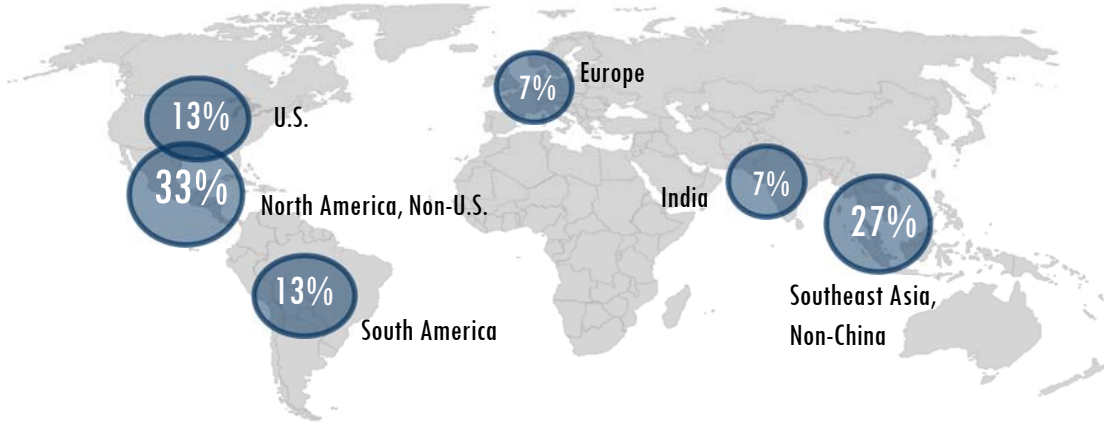 7%
Europe
13%
U.S.
33%
North America, Non-U.S.
7%
India
27%
Southeast Asia,
Non-China
13%
South America